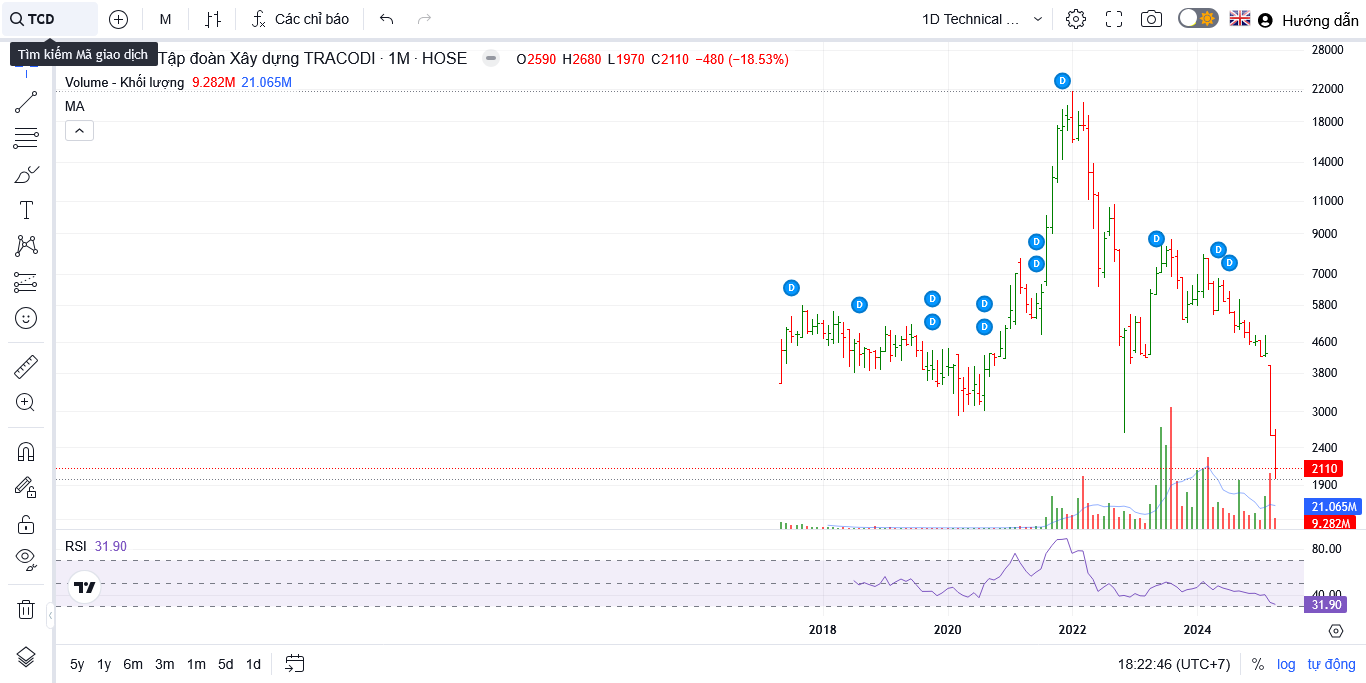 TCD M Các chỉ báo 1D Technical ... Hướng dẫn
Tìm kiếm Mã giao dịch
Tập đoàn Xây dựng TRACODI · 1M · HOSE O2590 H2680 L1970 C2110 −480 (−18.53%)
Volume - Khối lượng 9.282M 21.065M
MA
28000
22000
18000
14000
11000
9000
7000
5800
4600
3800
3000
2400
2110
1900
21.065M
9.282M
D
D
D
D
D
D
D
D
D
D
D
D
RSI 31.90
80.00
40.00
31.90
2018 2020 2022 2024
5y 1y 6m 3m 1m 5d 1d 18:22:46 (UTC+7) % log tự động